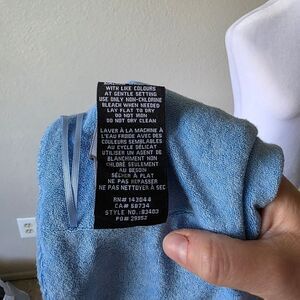 WITH LIKE COLOURS
AT GENTLE SETTING
USE ONLY NON-CHLORINE
BLEACH WHEN NEEDED
LAY FLAT TO DRY
DO NOT IRON
DO NOT DRY CLEAN
LAVER À LA MACHINE À
L'EAU FROIDE AVEC DES
COULEURS SEMBLABLES
AU CYCLE DÉLICAT
UTILISER UN AGENT DE
BLANCHIMENT NON
CHLORÉ SEULEMENT
AU BESOIN
SÉCHER À PLAT
NE PAS REPASSER
NE PAS NETTOYER À SEC
RN# 143044
CA# 58734
STYLE NO.:83403
PO# 29357